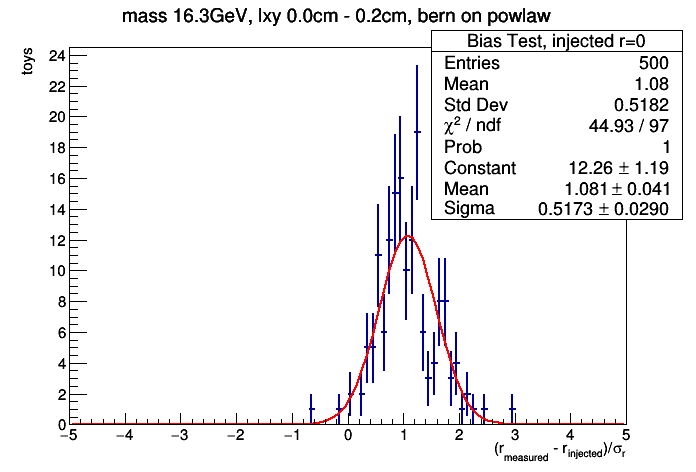 mass 16.3GeV, lxy 0.0cm - 0.2cm, bern on powlaw
Bias Test, injected r=0
Entries 500
Mean 1.08
Std Dev 0.5182
χ² / ndf 44.93 / 97
Prob 1
Constant 12.26 ± 1.19
Mean 1.081 ± 0.041
Sigma 0.5173 ± 0.0290
toys
24
22
20
18
16
14
12
10
8
6
4
2
0
−5 −4 −3 −2 −1 0 1 2 3 4 5
(r_measured - r_injected)/σ_r